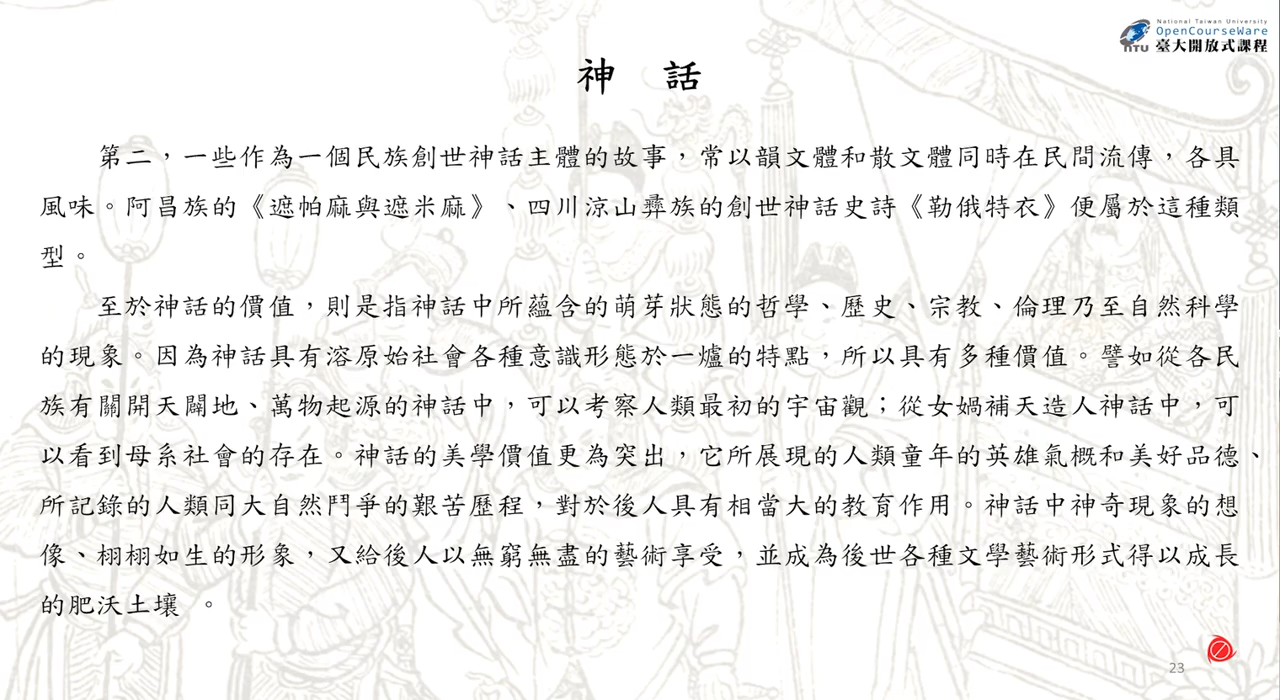 National Taiwan University
OpenCourseWare
NTU 臺大開放式課程
神 話
第二，一些作為一個民族創世神話主體的故事，常以韻文體和散文體同時在民間流傳，各具
風味。阿昌族的《遮帕麻與遮米麻》、四川涼山彞族的創世神話史詩《勒俄特衣》便屬於這種類
型。
至於神話的價值，則是指神話中所蘊含的萌芽狀態的哲學、歷史、宗教、倫理乃至自然科學
的現象。因為神話具有溶原始社會各種意識形態於一爐的特點，所以具有多種價值。譬如從各民
族有關開天闢地、萬物起源的神話中，可以考察人類最初的宇宙觀；從女媧補天造人神話中，可
以看到母系社會的存在。神話的美學價值更為突出，它所展現的人類童年的英雄氣概和美好品德、
所記錄的人類同大自然鬥爭的艱苦歷程，對於後人具有相當大的教育作用。神話中神奇現象的想
像、栩栩如生的形象，又給後人以無窮無盡的藝術享受，並成為後世各種文學藝術形式得以成長
的肥沃土壤 。
23